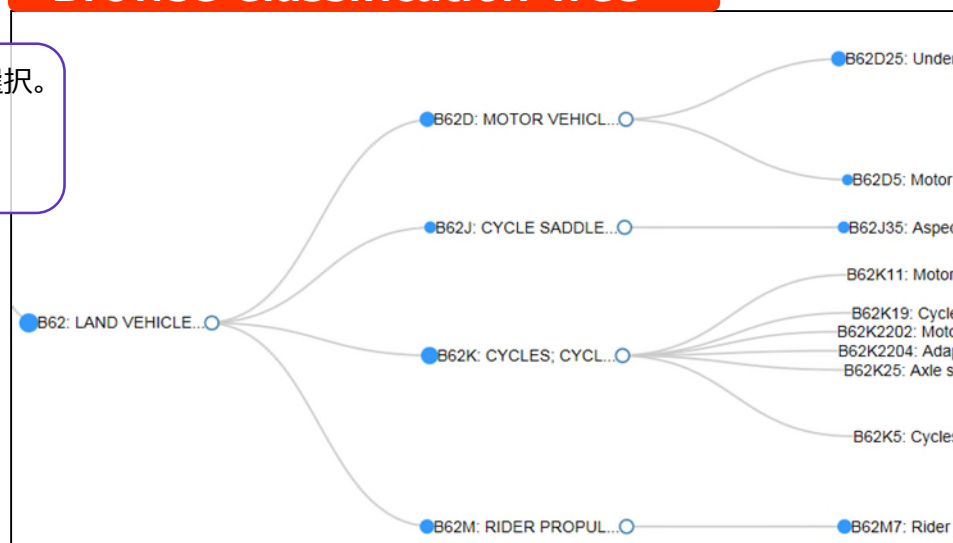 択。
B62: LAND VEHICLE...
B62D: MOTOR VEHICL...
B62J: CYCLE SADDLE...
B62K: CYCLES; CYCL...
B62M: RIDER PROPUL...
B62D25: Under
B62D5: Motor
B62J35: Aspec
B62K11: Motor
B62K19: Cycle
B62K2202: Moto
B62K2204: Adap
B62K25: Axle s
B62K5: Cycles
B62M7: Rider